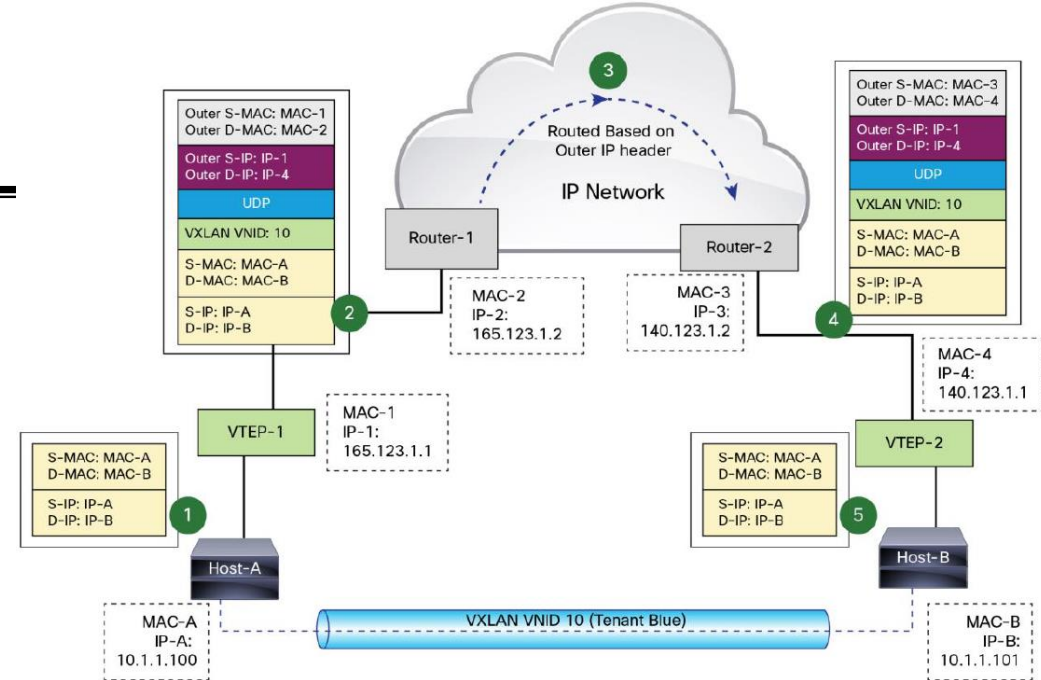 3
Routed Based on
Outer IP header
IP Network
Outer S-MAC: MAC-1
Outer D-MAC: MAC-2
Outer S-IP: IP-1
Outer D-IP: IP-4
UDP
VXLAN VNID: 10
S-MAC: MAC-A
D-MAC: MAC-B
S-IP: IP-A
D-IP: IP-B
2
Router-1
Router-2
Outer S-MAC: MAC-3
Outer D-MAC: MAC-4
Outer S-IP: IP-1
Outer D-IP: IP-4
UDP
VXLAN VNID: 10
S-MAC: MAC-A
D-MAC: MAC-B
S-IP: IP-A
D-IP: IP-B
4
MAC-2
IP-2:
165.123.1.2
MAC-3
IP-3:
140.123.1.2
MAC-4
IP-4:
140.123.1.1
VTEP-1
MAC-1
IP-1:
165.123.1.1
VTEP-2
S-MAC: MAC-A
D-MAC: MAC-B
S-IP: IP-A
D-IP: IP-B
1
S-MAC: MAC-A
D-MAC: MAC-B
S-IP: IP-A
D-IP: IP-B
5
Host-A
Host-B
MAC-A
IP-A:
10.1.1.100
VXLAN VNID 10 (Tenant Blue)
MAC-B
IP-B:
10.1.1.101